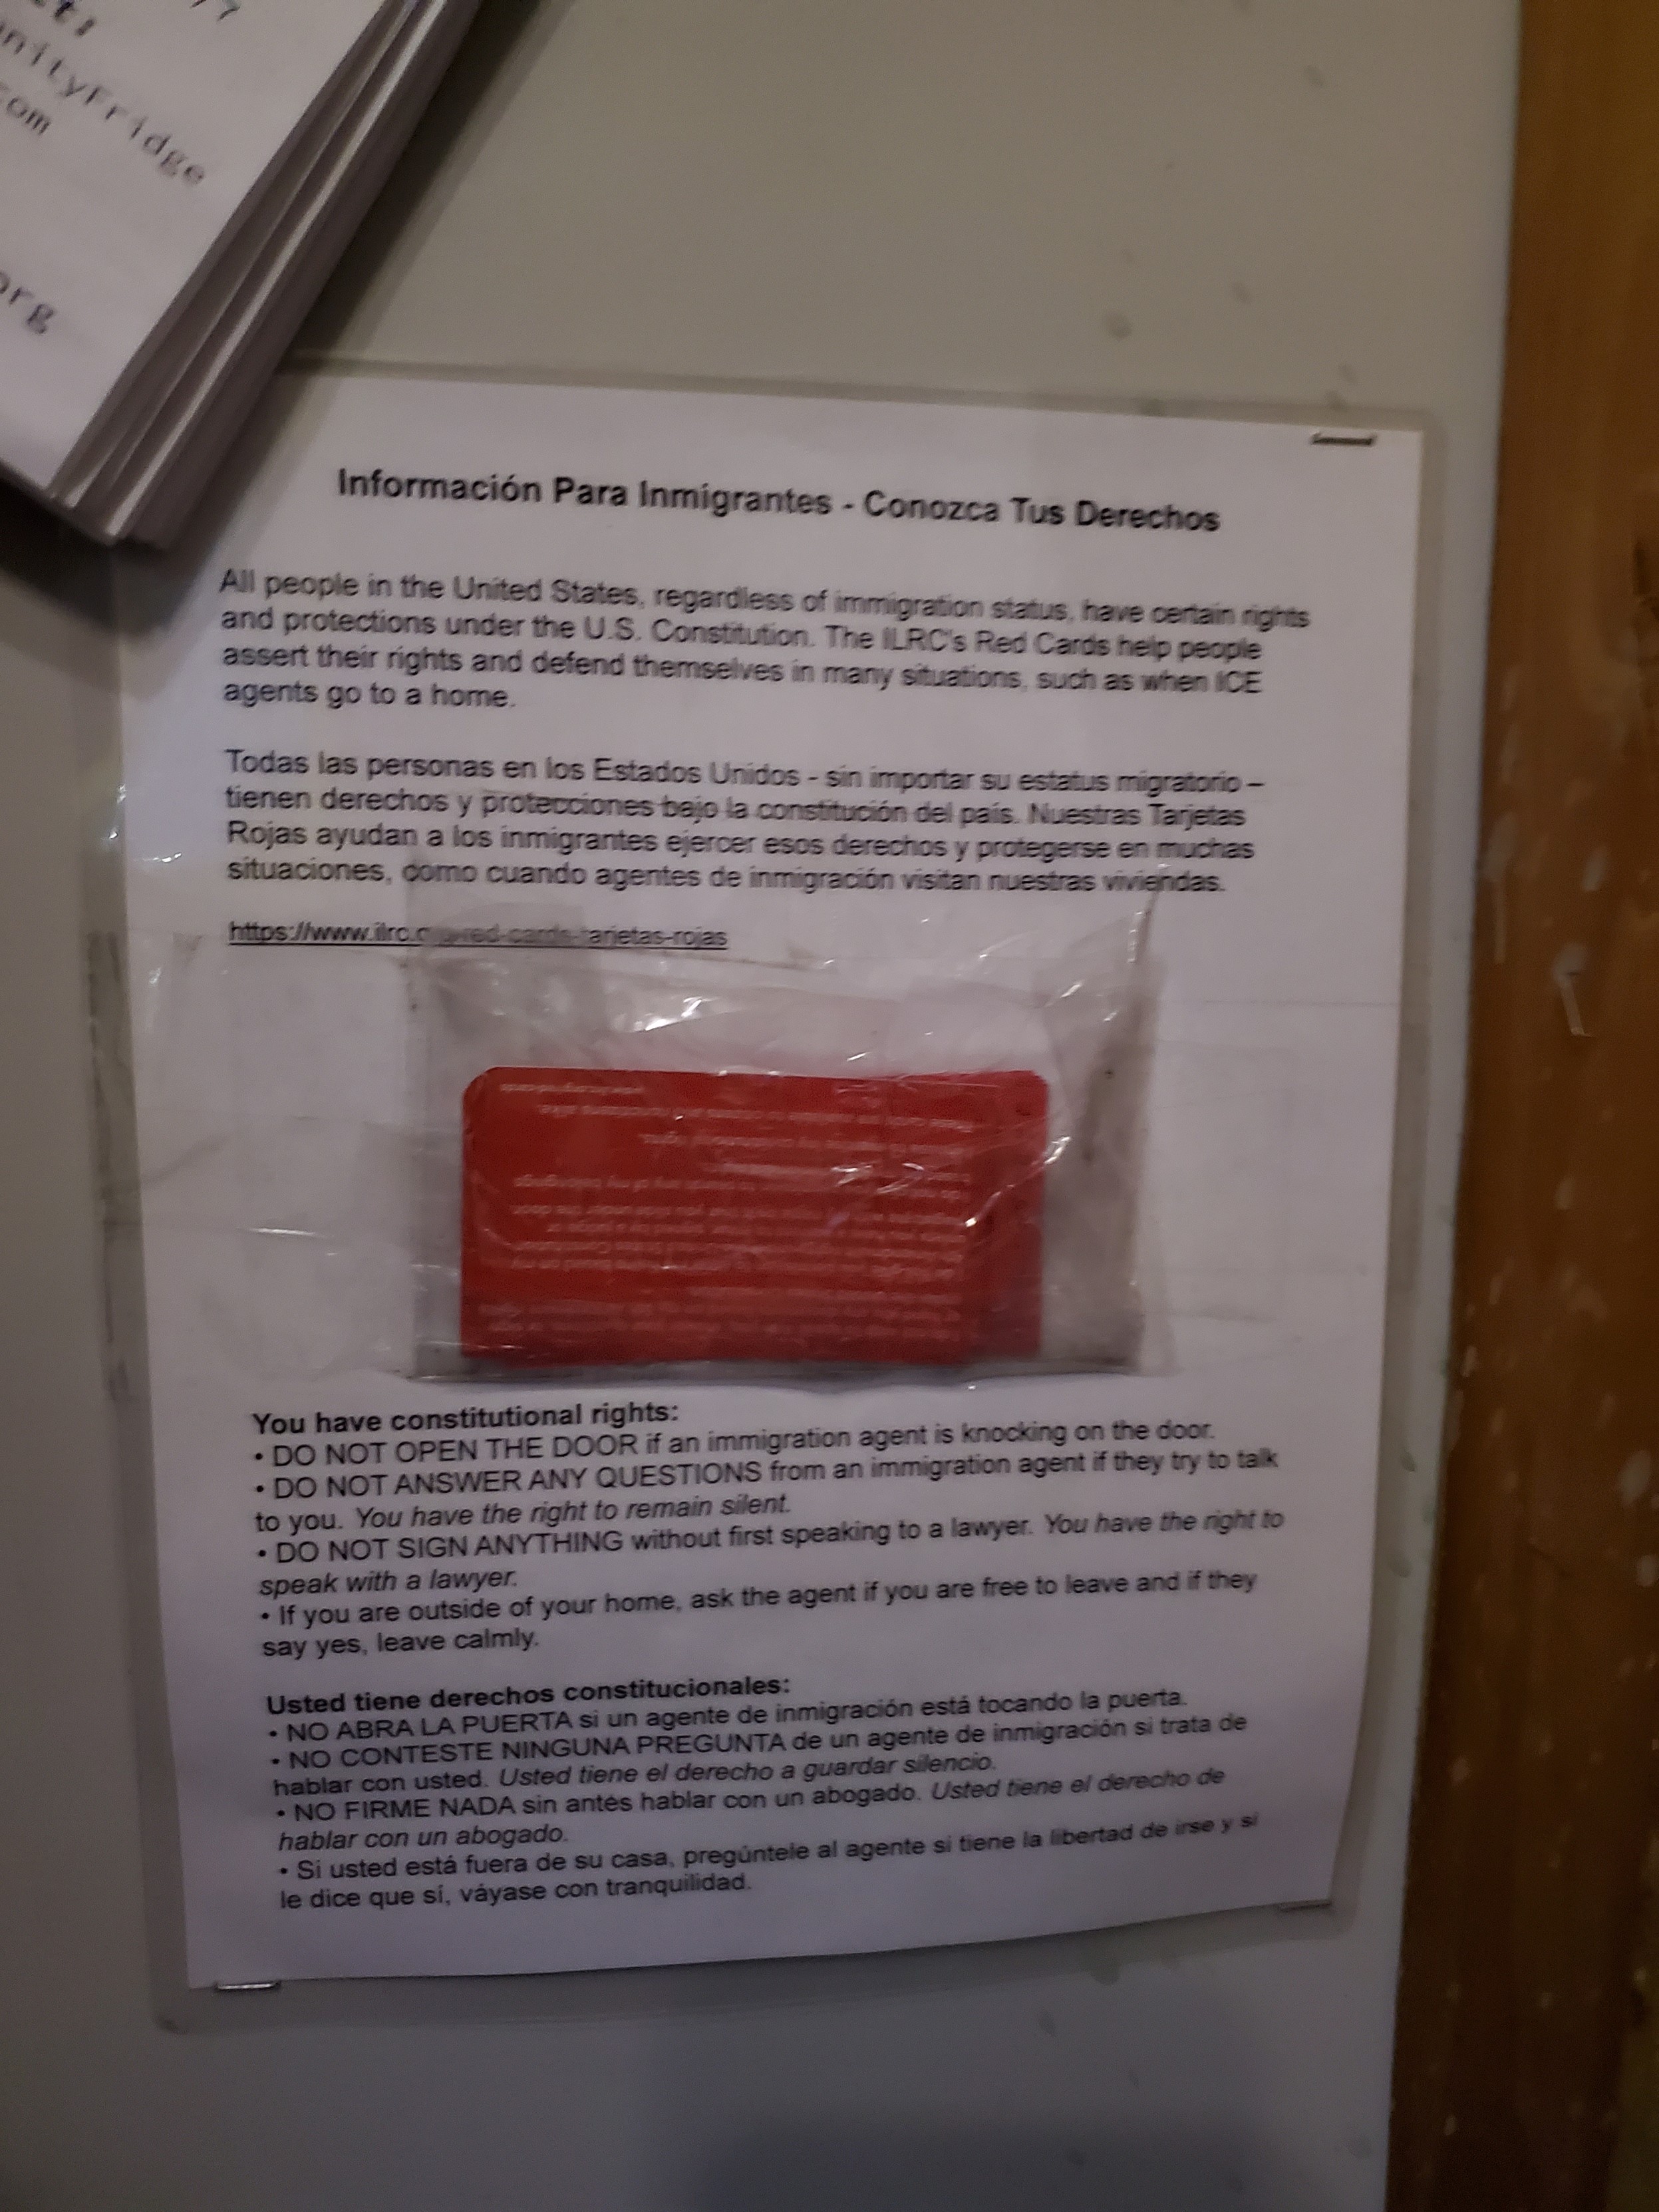 unityFridge
com
org
Información Para Inmigrantes - Conozca Tus Derechos
All people in the United States, regardless of immigration status, have certain rights
and protections under the U.S. Constitution. The ILRC's Red Cards help people
assert their rights and defend themselves in many situations, such as when ICE
agents go to a home.
Todas las personas en los Estados Unidos - sin importar su estatus migratorio –
tienen derechos y protecciones bajo la constitución del país. Nuestras Tarjetas
Rojas ayudan a los inmigrantes ejercer esos derechos y protegerse en muchas
situaciones, como cuando agentes de inmigración visitan nuestras viviendas.
https://www.ilrc.org/red-cards-tarjetas-rojas
You have constitutional rights:
• DO NOT OPEN THE DOOR if an immigration agent is knocking on the door.
• DO NOT ANSWER ANY QUESTIONS from an immigration agent if they try to talk
to you. You have the right to remain silent.
• DO NOT SIGN ANYTHING without first speaking to a lawyer. You have the right to
speak with a lawyer.
• If you are outside of your home, ask the agent if you are free to leave and if they
say yes, leave calmly.
Usted tiene derechos constitucionales:
• NO ABRA LA PUERTA si un agente de inmigración está tocando la puerta.
• NO CONTESTE NINGUNA PREGUNTA de un agente de inmigración si trata de
hablar con usted. Usted tiene el derecho a guardar silencio.
• NO FIRME NADA sin antes hablar con un abogado. Usted tiene el derecho de
hablar con un abogado.
• Si usted está fuera de su casa, pregúntele al agente si tiene la libertad de irse y si
le dice que sí, váyase con tranquilidad.